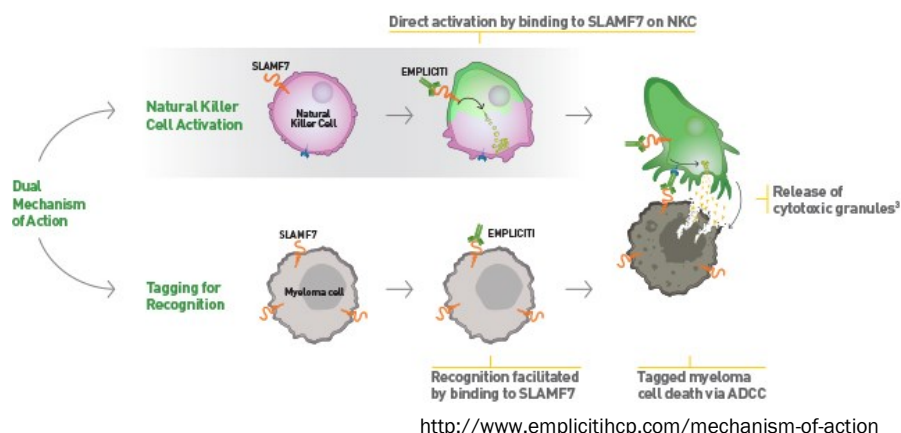 Direct activation by binding to SLAMF7 on NKC
SLAMF7
EMPLICITI
Natural Killer
Cell Activation
Natural
Killer Cell
Dual
Mechanism
of Action
Release of
cytotoxic granules³
SLAMF7
EMPLICITI
Tagging for
Recognition
Myeloma cell
Recognition facilitated
by binding to SLAMF7
Tagged myeloma
cell death via ADCC
http://www.emplicitihcp.com/mechanism-of-action